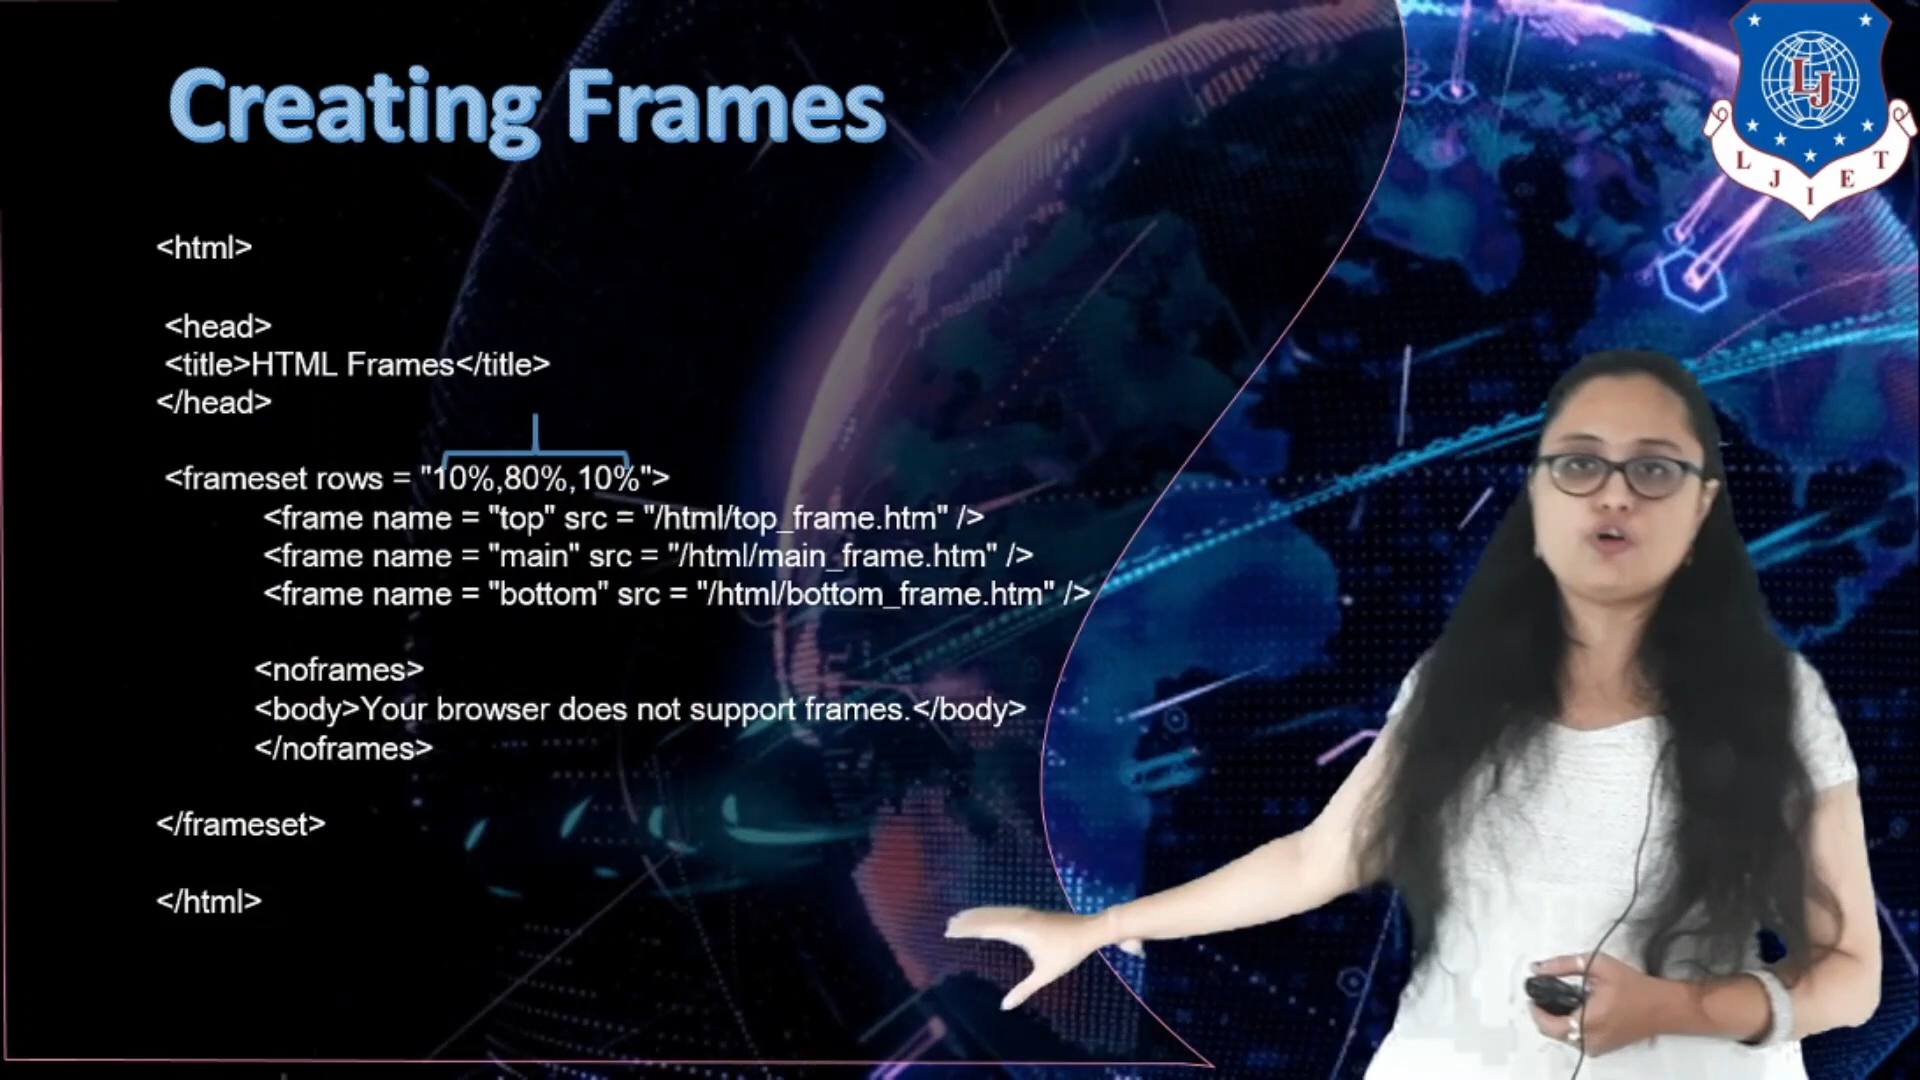 Creating Frames
<html>
<head>
<title>HTML Frames</title>
</head>
<frameset rows = "10%,80%,10%">
<frame name = "top" src = "/html/top_frame.htm" />
<frame name = "main" src = "/html/main_frame.htm" />
<frame name = "bottom" src = "/html/bottom_frame.htm" />
<noframes>
<body>Your browser does not support frames.</body>
</noframes>
</frameset>
</html>
LJ
L J I E T